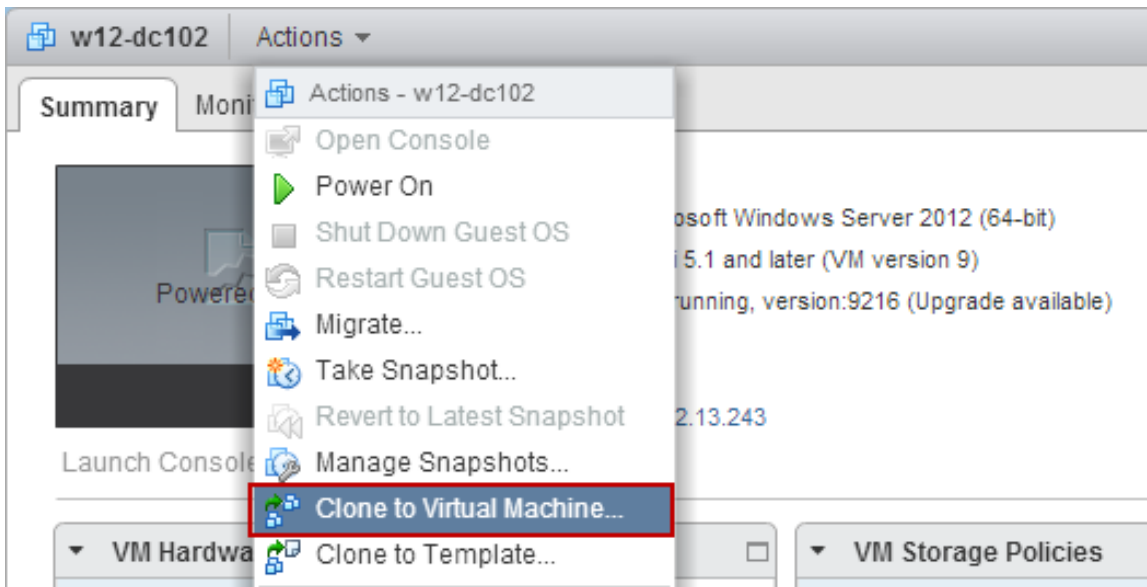 w12-dc102 Actions
Summary Moni
Actions - w12-dc102
Open Console
Power On
Shut Down Guest OS
osoft Windows Server 2012 (64-bit)
i 5.1 and later (VM version 9)
Restart Guest OS
Powered
running, version:9216 (Upgrade available)
Migrate...
Take Snapshot...
Revert to Latest Snapshot
2.13.243
Launch Console
Manage Snapshots...
Clone to Virtual Machine...
VM Hardwa
Clone to Template...
VM Storage Policies